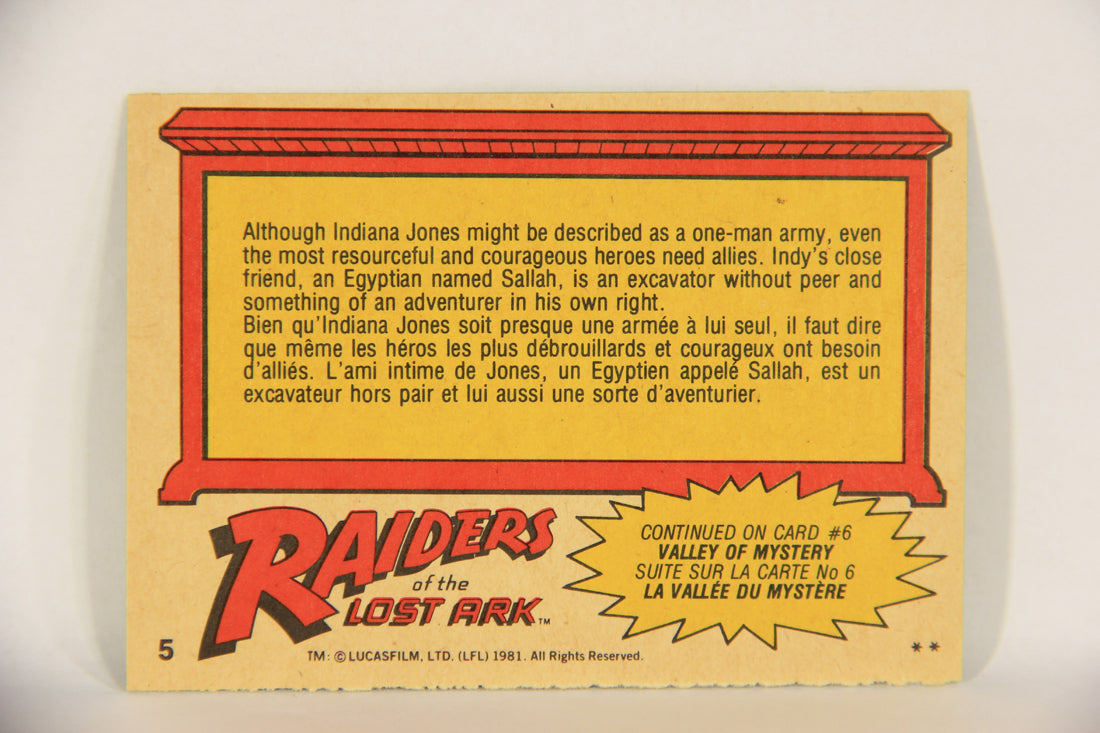 Although Indiana Jones might be described as a one-man army, even
the most resourceful and courageous heroes need allies. Indy's close
friend, an Egyptian named Sallah, is an excavator without peer and
something of an adventurer in his own right.
Bien qu'Indiana Jones soit presque une armée à lui seul, il faut dire
que même les héros les plus débrouillards et courageux ont besoin
d'alliés. L'ami intime de Jones, un Egyptien appelé Sallah, est un
excavateur hors pair et lui aussi une sorte d'aventurier.
RAIDERS
of the
LOST ARK™
CONTINUED ON CARD #6
VALLEY OF MYSTERY
SUITE SUR LA CARTE No 6
LA VALLÉE DU MYSTÈRE
5
TM: © LUCASFILM, LTD. (LFL) 1981. All Rights Reserved.
**